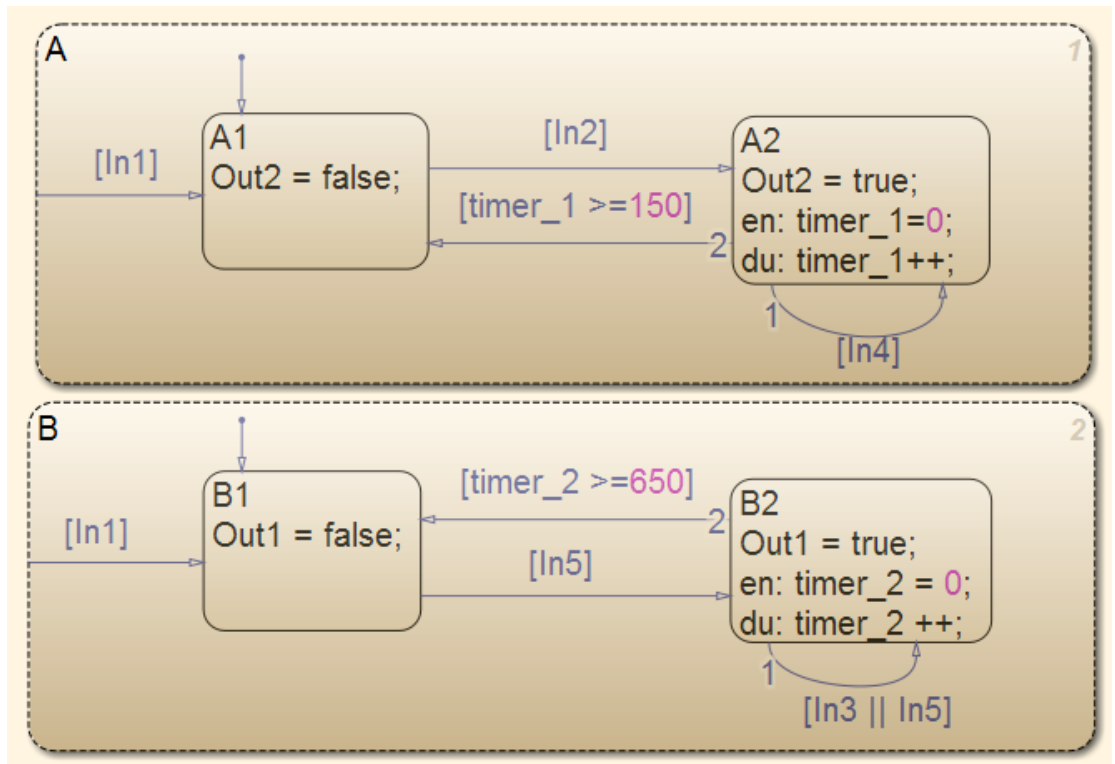 A
1
A1
Out2 = false;
[In1]
[In2]
[timer_1 >=150]
2
A2
Out2 = true;
en: timer_1=0;
du: timer_1++;
1
[In4]
B
2
B1
Out1 = false;
[In1]
[timer_2 >=650]
2
[In5]
B2
Out1 = true;
en: timer_2 = 0;
du: timer_2 ++;
1
[In3 || In5]